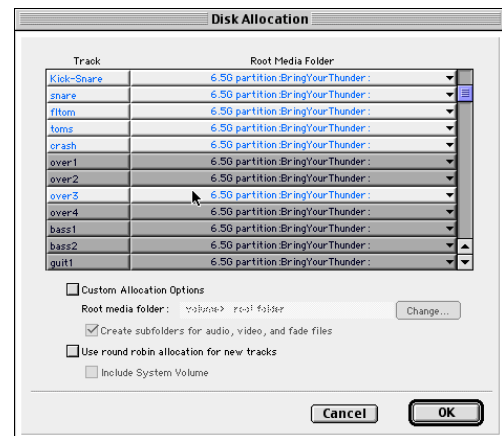 Disk Allocation
Track Root Media Folder
Kick-Snare 6.5G partition:BringYourThunder:
snare 6.5G partition:BringYourThunder:
fltom 6.5G partition:BringYourThunder:
toms 6.5G partition:BringYourThunder:
crash 6.5G partition:BringYourThunder:
over1 6.5G partition:BringYourThunder:
over2 6.5G partition:BringYourThunder:
over3 6.5G partition:BringYourThunder:
over4 6.5G partition:BringYourThunder:
bass1 6.5G partition:BringYourThunder:
bass2 6.5G partition:BringYourThunder:
guit1 6.5G partition:BringYourThunder:
Custom Allocation Options
Root media folder: <volume> root folder Change...
Create subfolders for audio, video, and fade files
Use round robin allocation for new tracks
Include System Volume
Cancel OK